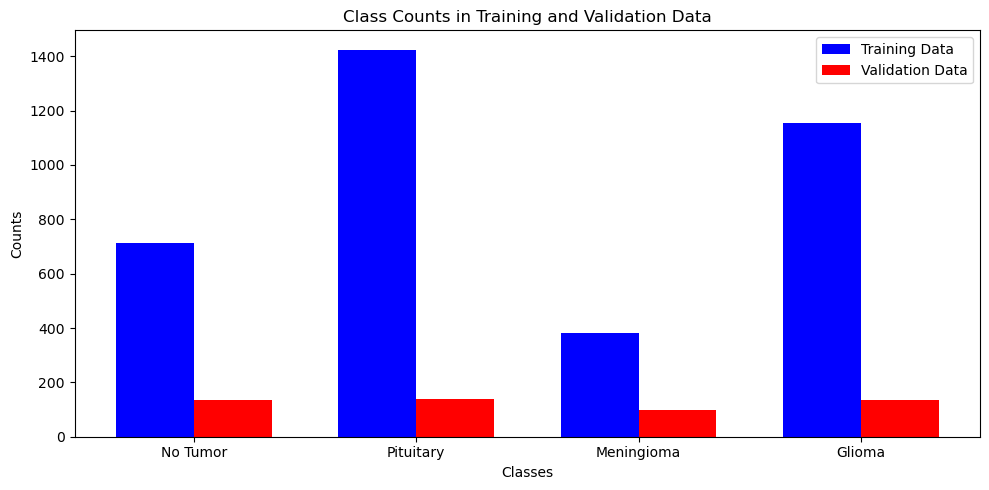 Class Counts in Training and Validation Data
Training Data
Validation Data
1400
1200
1000
800
600
400
200
0
Counts
No Tumor
Pituitary
Meningioma
Glioma
Classes